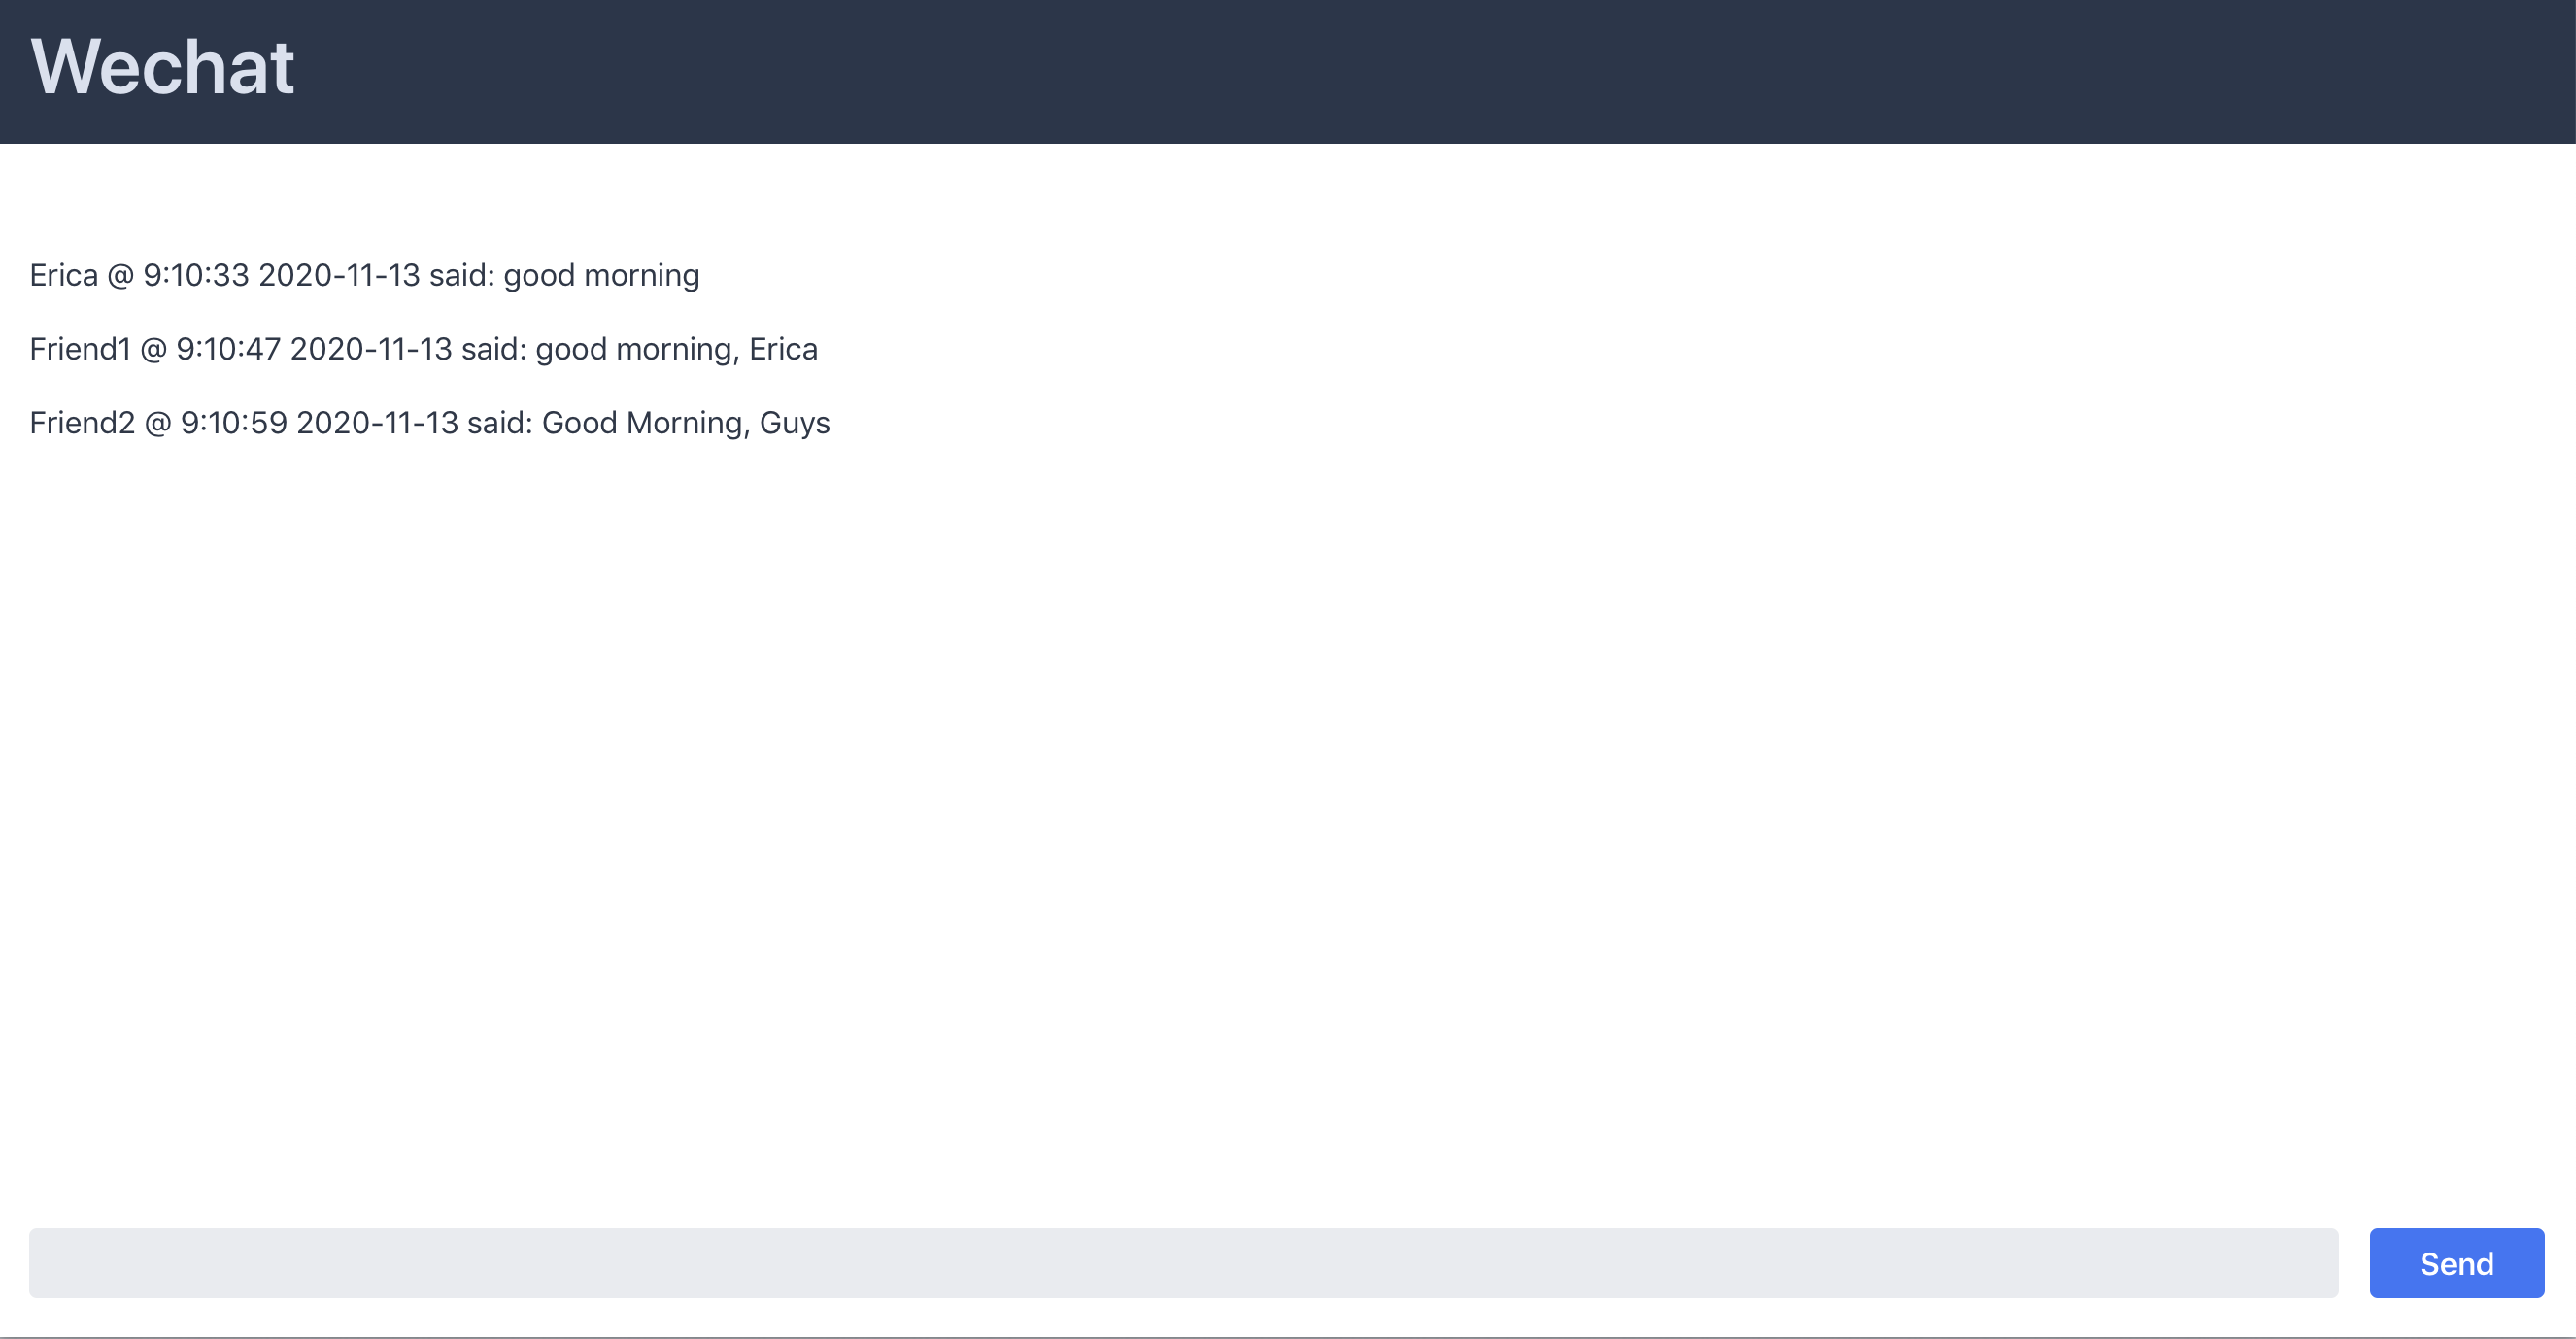 Wechat
Erica @ 9:10:33 2020-11-13 said: good morning
Friend1 @ 9:10:47 2020-11-13 said: good morning, Erica
Friend2 @ 9:10:59 2020-11-13 said: Good Morning, Guys
Send